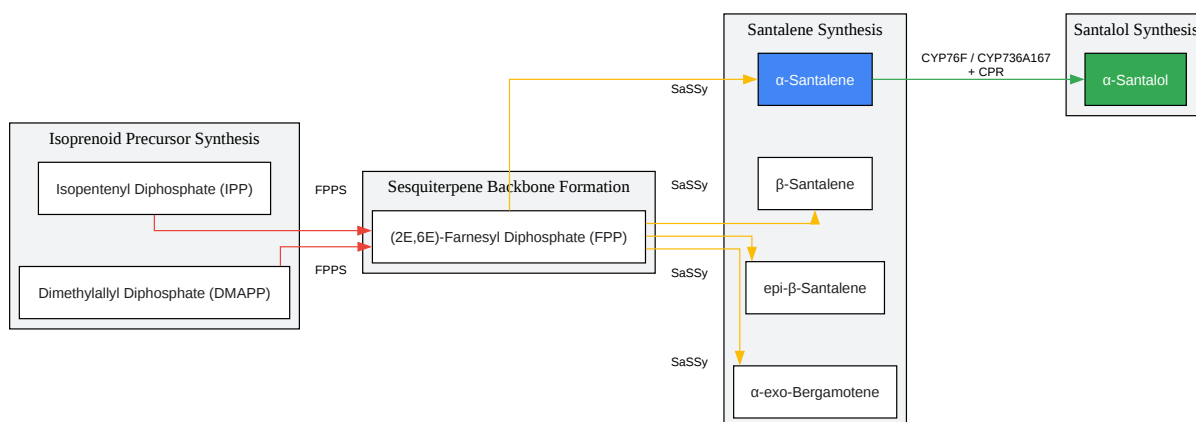 Santalene Synthesis
Santalol Synthesis
CYP76F / CYP736A167
+ CPR
α-Santalene
α-Santalol
SaSSy
Isoprenoid Precursor Synthesis
Isopentenyl Diphosphate (IPP)
FPPS
Sesquiterpene Backbone Formation
SaSSy
β-Santalene
(2E,6E)-Farnesyl Diphosphate (FPP)
FPPS
SaSSy
Dimethylallyl Diphosphate (DMAPP)
epi-β-Santalene
SaSSy
α-exo-Bergamotene